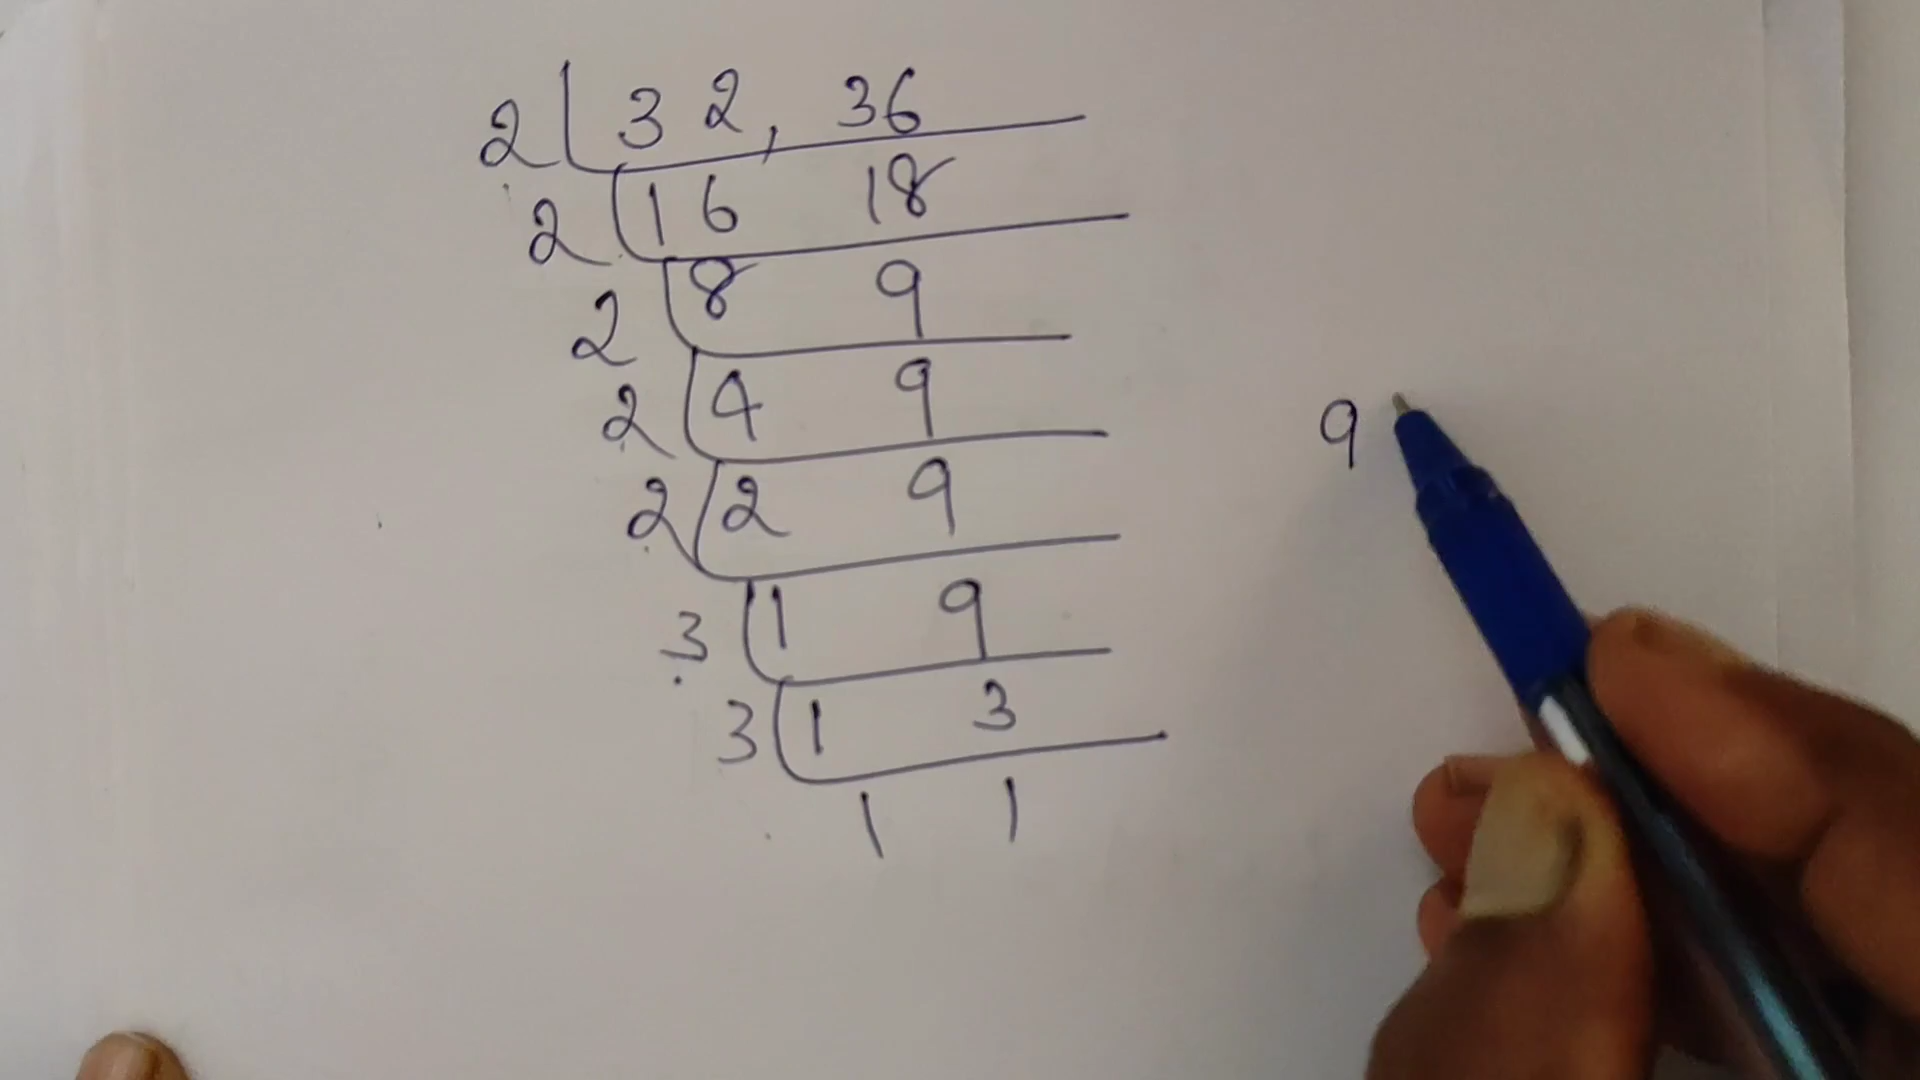 2 | 32, 36
2 | 16 18
2 | 8 9
2 | 4 9
2 | 2 9
3 | 1 9
3 | 1 3
1 1
9